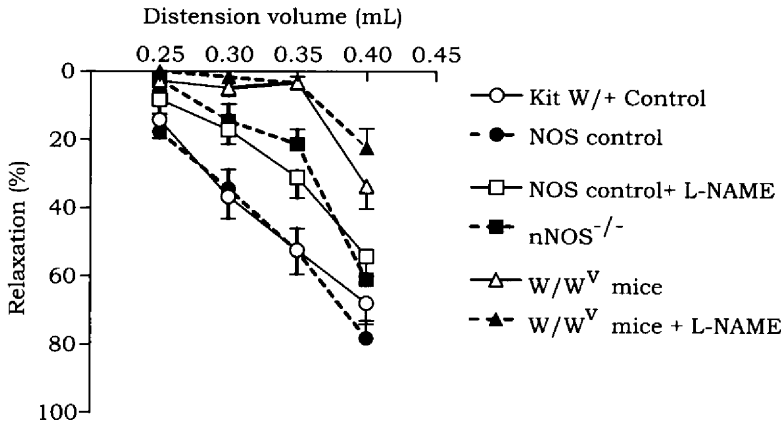 Distension volume (mL)
0.25 0.30 0.35 0.40 0.45
0
20
40
60
80
100
Relaxation (%)
Kit W/+ Control
NOS control
NOS control+ L-NAME
nNOS-/-
W/Wv mice
W/Wv mice + L-NAME